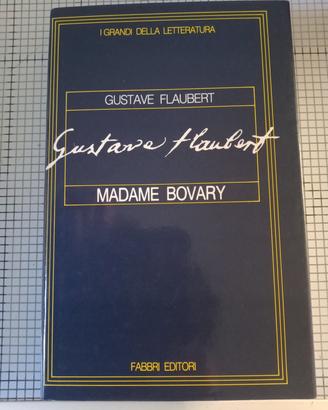 I GRANDI DELLA LETTERATURA
GUSTAVE FLAUBERT
Gustave Flaubert
MADAME BOVARY
FABBRI EDITORI